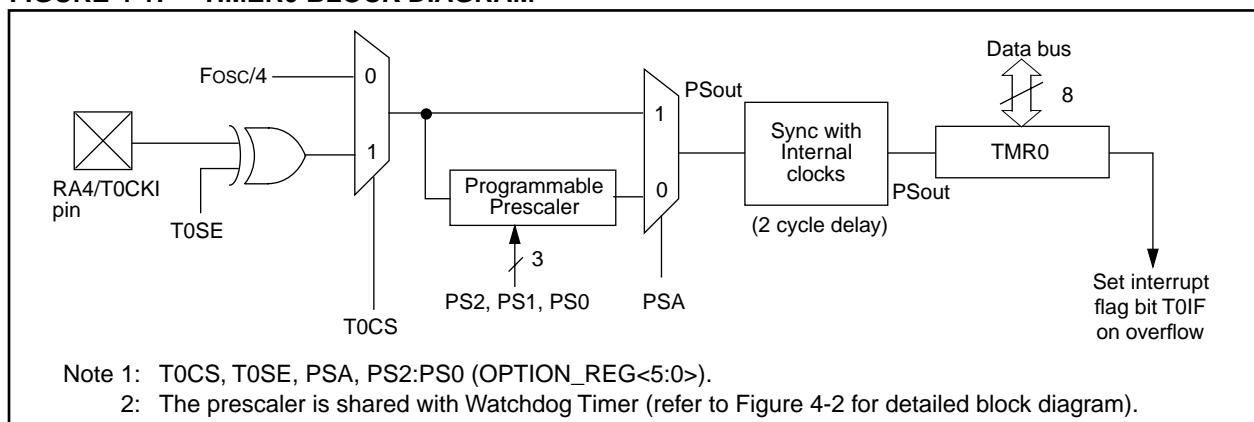 Data bus
FOSC/4
0
PSout
8
1
1
Sync with
Internal
clocks
TMR0
RA4/T0CKI
pin
Programmable
Prescaler
0
PSout
T0SE
(2 cycle delay)
3
PS2, PS1, PS0
PSA
Set interrupt
flag bit T0IF
on overflow
T0CS
Note 1: T0CS, T0SE, PSA, PS2:PS0 (OPTION_REG<5:0>).
2: The prescaler is shared with Watchdog Timer (refer to Figure 4-2 for detailed block diagram).